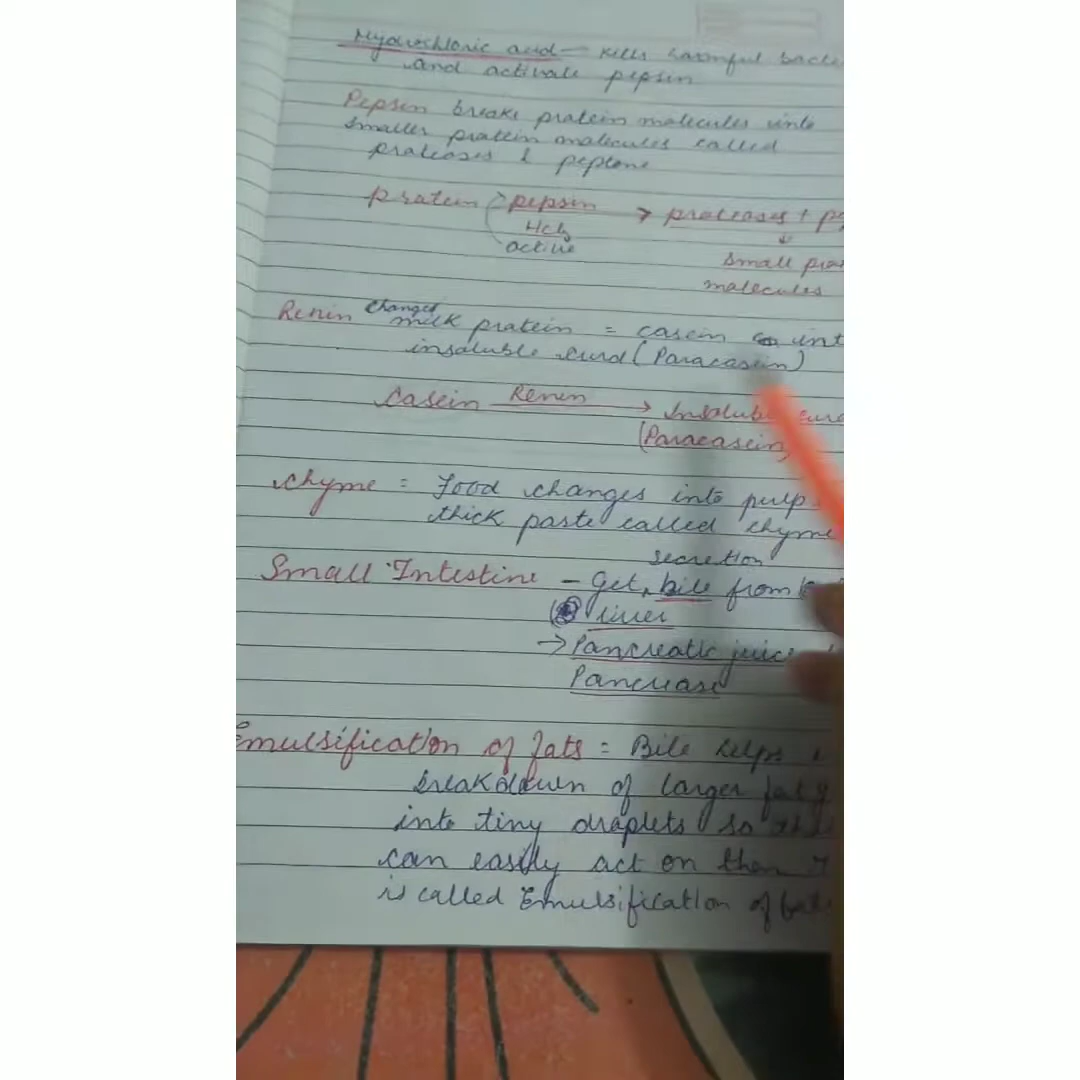 Hydrochloric acid — kills harmful bacte
and activate pepsin
Pepsin breaks protein molecules into
smaller protein molecules called
proteoses & peptone
protein > pepsin → proteoses + pe
HCl
active
small pro
molecules
Renin changes milk protein = casein int
insoluble curd (Paracasein)
Casein Renin → Insoluble curd
(Paracasein)
Chyme = Food changes into pulp
thick paste called chyme
secretion
Small Intestine - Get, bile from
liver
→ Pancreatic juice
Pancrease
Emulsification of fats = Bile helps
breakdown of larger fat
into tiny droplets so
can easily act on them
is called Emulsification of fat